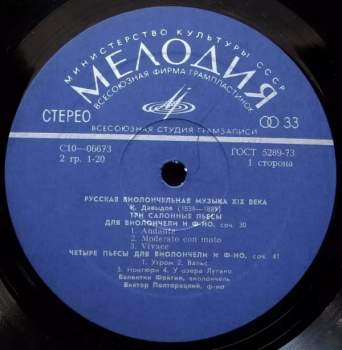 МИНИСТЕРСТВО КУЛЬТУРЫ СССР
МЕЛОДИЯ
ВСЕСОЮЗНАЯ ФИРМА ГРАМПЛАСТИНОК
СТЕРЕО
33
ВСЕСОЮЗНАЯ СТУДИЯ ГРАМЗАПИСИ
С10—06673
ГОСТ 5289-73
2 гр. 1-20
1 сторона
РУССКАЯ ВИОЛОНЧЕЛЬНАЯ МУЗЫКА XIX ВЕКА
К. Давыдов (1838—1889)
ТРИ САЛОННЫЕ ПЬЕСЫ
ДЛЯ ВИОЛОНЧЕЛИ И Ф-НО, соч. 30
1. Andante
2. Moderato con moto
3. Vivace
ЧЕТЫРЕ ПЬЕСЫ ДЛЯ ВИОЛОНЧЕЛИ И Ф-НО, соч. 41
1. Утром 2. Вальс
3. Ноктюрн 4. У озера Лугано
Валентин Фейгин, виолончель
Виктор Полторацкий, ф-но